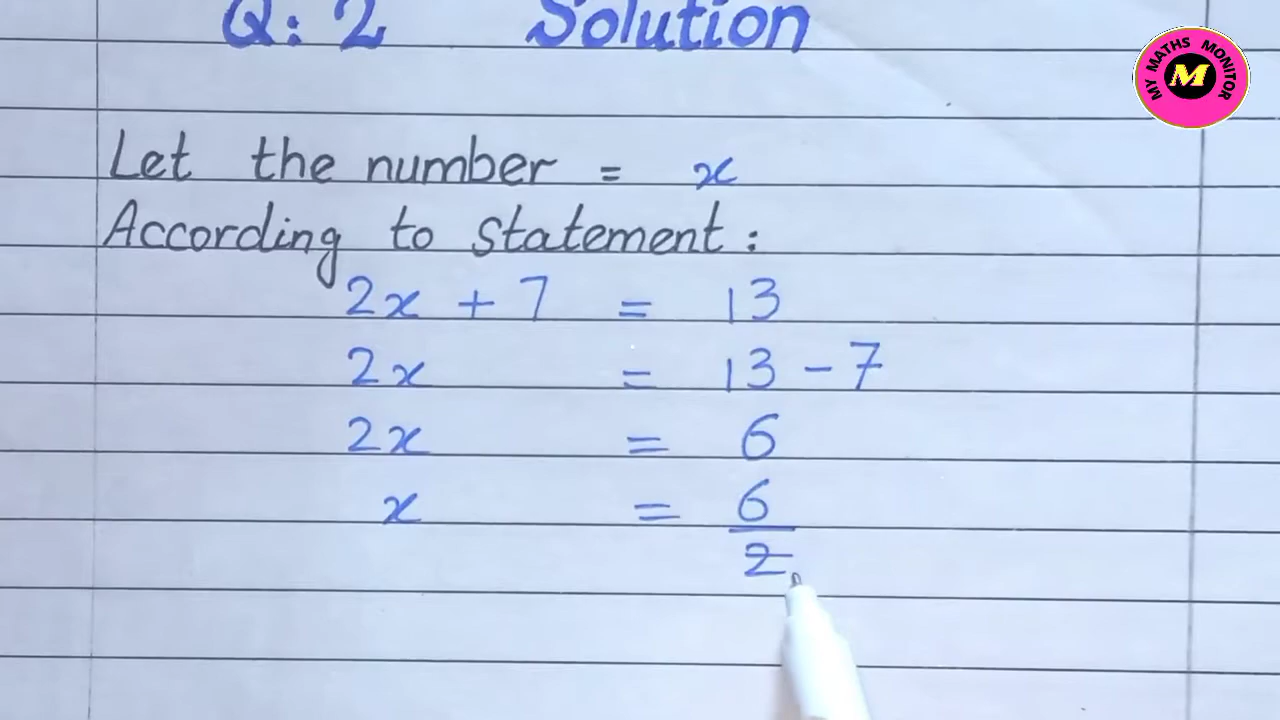 Q: 2 Solution
MY MATHS MONITOR
M
Let the number = x
According to statement:
2x + 7 = 13
2x = 13 - 7
2x = 6
x = 6/2